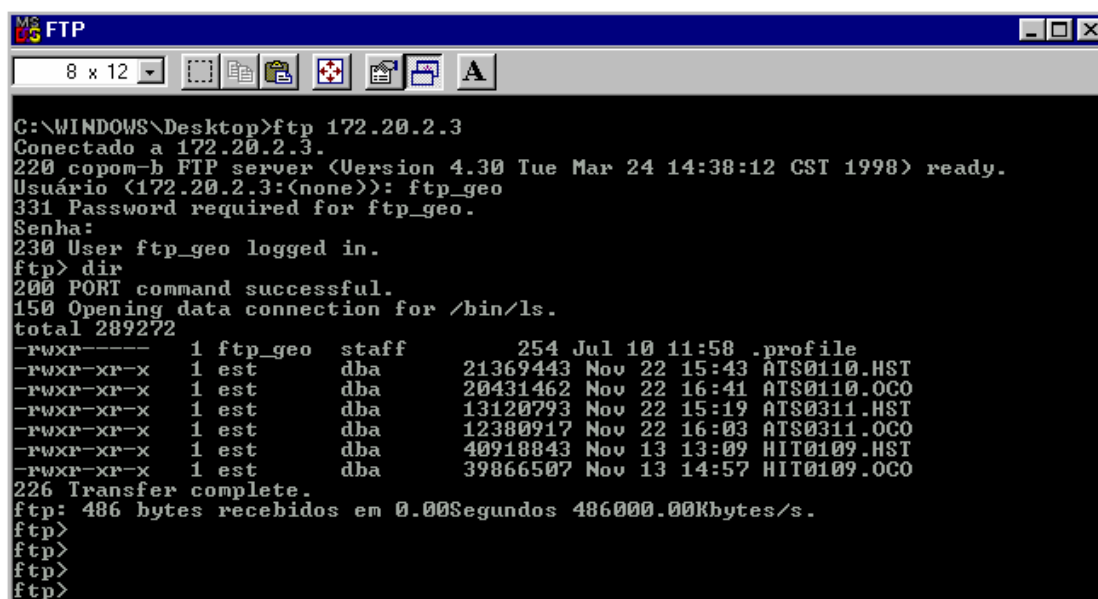 FTP
8 x 12 A
C:\WINDOWS\Desktop>ftp 172.20.2.3
Conectado a 172.20.2.3.
220 copom-b FTP server (Version 4.30 Tue Mar 24 14:38:12 CST 1998) ready.
Usuário (172.20.2.3:(none)): ftp_geo
331 Password required for ftp_geo.
Senha:
230 User ftp_geo logged in.
ftp> dir
200 PORT command successful.
150 Opening data connection for /bin/ls.
total 289272
-rwxr-----   1 ftp_geo  staff         254 Jul 10 11:58 .profile
-rwxr-xr-x   1 est      dba      21369443 Nov 22 15:43 ATS0110.HST
-rwxr-xr-x   1 est      dba      20431462 Nov 22 16:41 ATS0110.OCO
-rwxr-xr-x   1 est      dba      13120793 Nov 22 15:19 ATS0311.HST
-rwxr-xr-x   1 est      dba      12380917 Nov 22 16:03 ATS0311.OCO
-rwxr-xr-x   1 est      dba      40918843 Nov 13 13:09 HIT0109.HST
-rwxr-xr-x   1 est      dba      39866507 Nov 13 14:57 HIT0109.OCO
226 Transfer complete.
ftp: 486 bytes recebidos em 0.00Segundos 486000.00Kbytes/s.
ftp>
ftp>
ftp>
ftp>